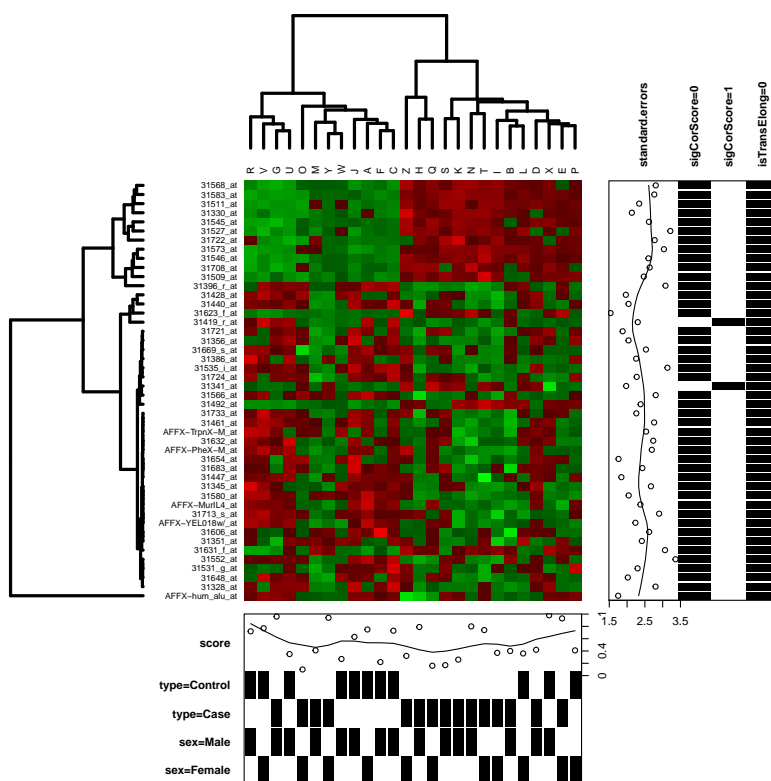 standard.errors
sigCorScore=0
sigCorScore=1
isTransElong=0
R V G U O M Y W J A F C Z H Q S K N T I B L D X E P
31568_at
31583_at
31511_at
31330_at
31545_at
31527_at
31722_at
31573_at
31546_at
31708_at
31509_at
31396_r_at
31428_at
31440_at
31623_f_at
31419_r_at
31721_at
31356_at
31669_s_at
31386_at
31535_i_at
31724_at
31341_at
31566_at
31492_at
31733_at
31461_at
AFFX-TrpnX-M_at
31632_at
AFFX-PheX-M_at
31654_at
31683_at
31447_at
31345_at
31580_at
AFFX-MurIL4_at
31713_s_at
AFFX-YEL018w/_at
31606_at
31351_at
31631_f_at
31552_at
31531_g_at
31648_at
31328_at
AFFX-hum_alu_at
1.5 2.5 3.5
0 0.4 1
score
type=Control
type=Case
sex=Male
sex=Female